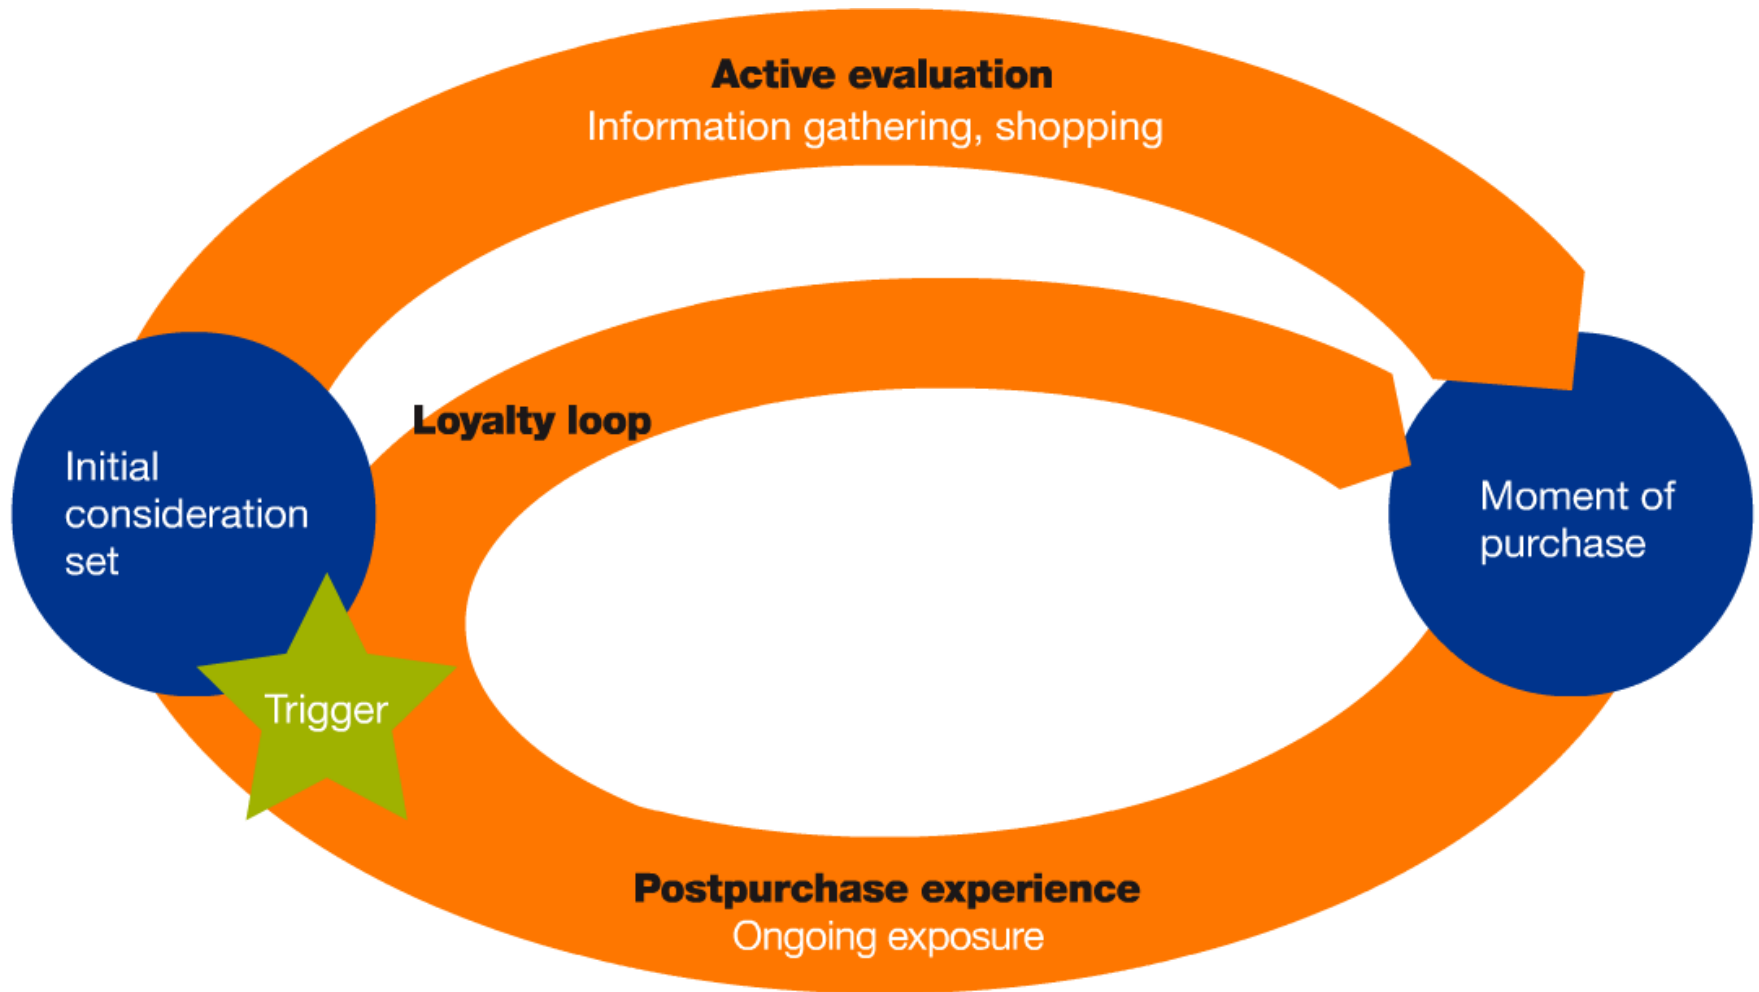 Active evaluation
Information gathering, shopping
Loyalty loop
Initial
consideration
set
Moment of
purchase
Trigger
Postpurchase experience
Ongoing exposure